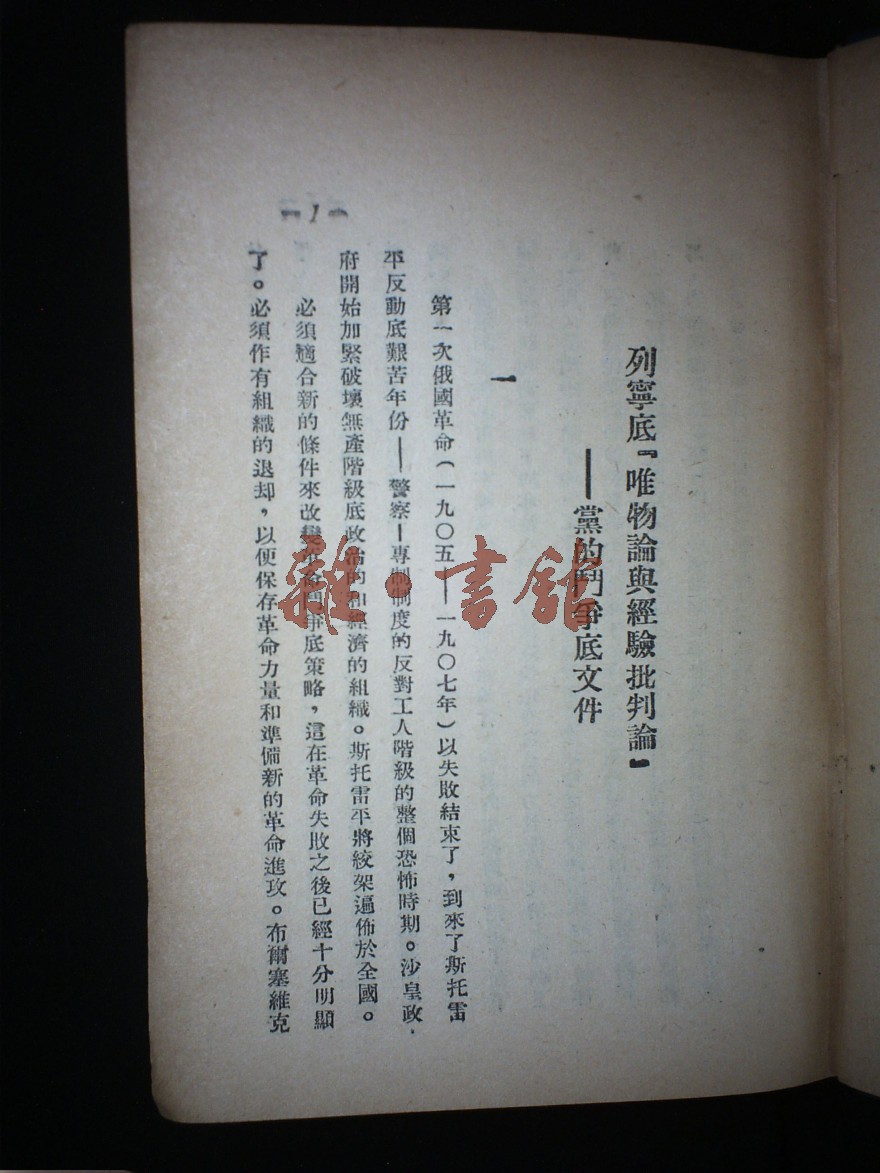 列寧底『唯物論與經驗批判論』
——黨的鬥爭底文件
一
第一次俄國革命（一九〇五——一九〇七年）以失敗結束了，到來了斯托雷
平反動底艱苦年份——警察—專制制度的反對工人階級的整個恐怖時期。沙皇政
府開始加緊破壞無產階級底政治的和經濟的組織。斯托雷平將絞架遍佈於全國。
必須適合新的條件來改變革命鬥爭底策略，這在革命失敗之後已經十分明顯
了。必須作有組織的退却，以便保存革命力量和準備新的革命進攻。布爾塞維克
— 1 —
雜·書舘